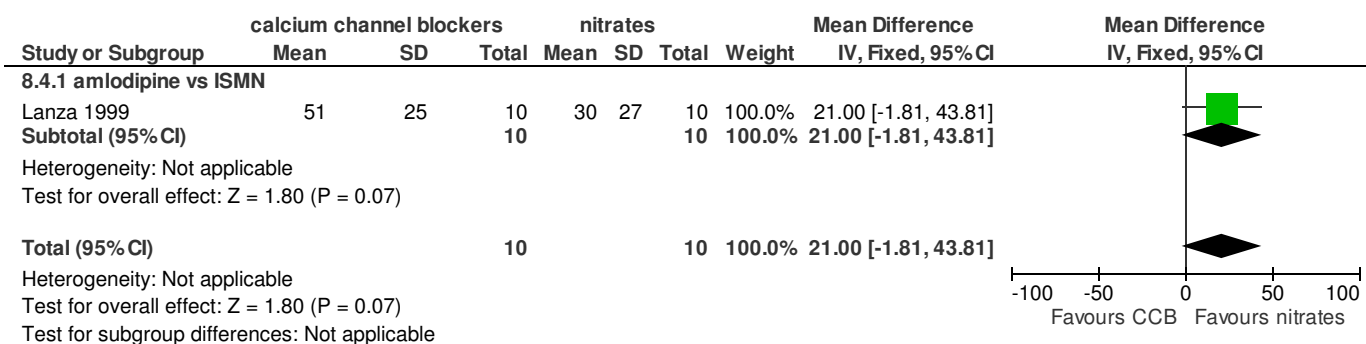 calcium channel blockers nitrates Mean Difference Mean Difference
Study or Subgroup Mean SD Total Mean SD Total Weight IV, Fixed, 95% CI IV, Fixed, 95% CI
8.4.1 amlodipine vs ISMN
Lanza 1999 51 25 10 30 27 10 100.0% 21.00 [-1.81, 43.81]
Subtotal (95% CI) 10 10 100.0% 21.00 [-1.81, 43.81]
Heterogeneity: Not applicable
Test for overall effect: Z = 1.80 (P = 0.07)
Total (95% CI) 10 10 100.0% 21.00 [-1.81, 43.81]
Heterogeneity: Not applicable
Test for overall effect: Z = 1.80 (P = 0.07)
Test for subgroup differences: Not applicable
-100 -50 0 50 100
Favours CCB Favours nitrates